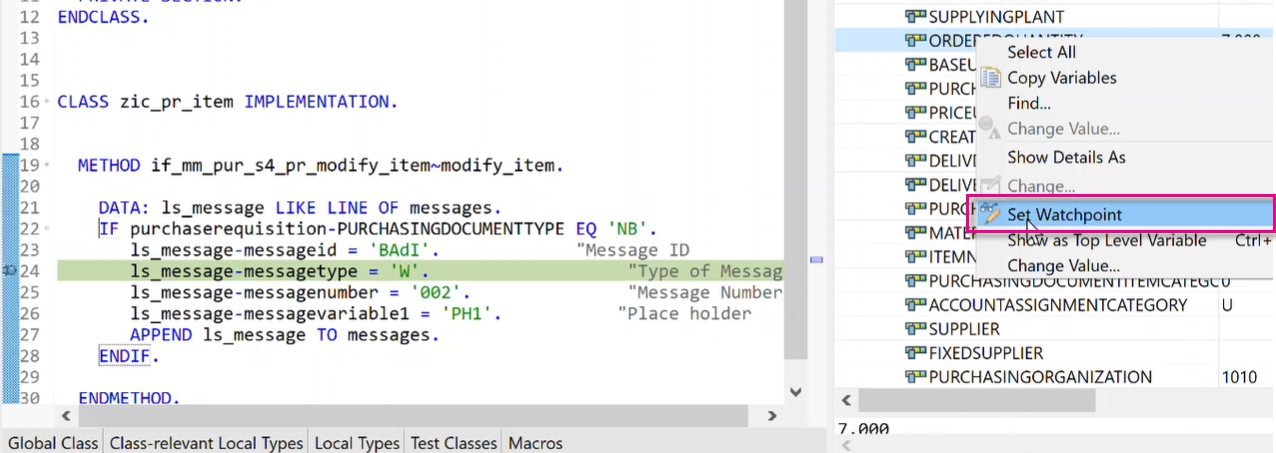 11 PRIVATE SECTION.
12 ENDCLASS.
13
13
14
15
16 CLASS zic_pr_item IMPLEMENTATION.
17
18
19 METHOD if_mm_pur_s4_pr_modify_item~modify_item.
20
21 DATA: ls_message LIKE LINE OF messages.
22 IF purchaserequisition-PURCHASINGDOCUMENTTYPE EQ 'NB'.
23 ls_message-messageid = 'BAdI'. "Message ID
24 ls_message-messagetype = 'W'. "Type of Messag
25 ls_message-messagenumber = '002'. "Message Number
26 ls_message-messagevariable1 = 'PH1'. "Place holder
27 APPEND ls_message TO messages.
28 ENDIF.
29
30 ENDMETHOD.
Global Class Class-relevant Local Types Local Types Test Classes Macros
SUPPLYINGPLANT
ORDEREDQUANTITY 7.000
BASEU
PURCH
PRICEU
CREAT
DELIVE
DELIVE
PURCH
MATER
ITEMN
PURCHASINGDOCUMENTITEMCATEGO 0
ACCOUNTASSIGNMENTCATEGORY U
SUPPLIER
FIXEDSUPPLIER
PURCHASINGORGANIZATION 1010
7.000
Select All
Copy Variables
Find...
Change Value...
Show Details As
Change...
Set Watchpoint
Show as Top Level Variable Ctrl+
Change Value...